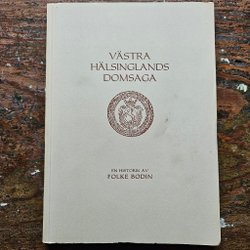 VÄSTRA
HÄLSINGLANDS
DOMSAGA
EN HISTORIK AV
FOLKE BODIN